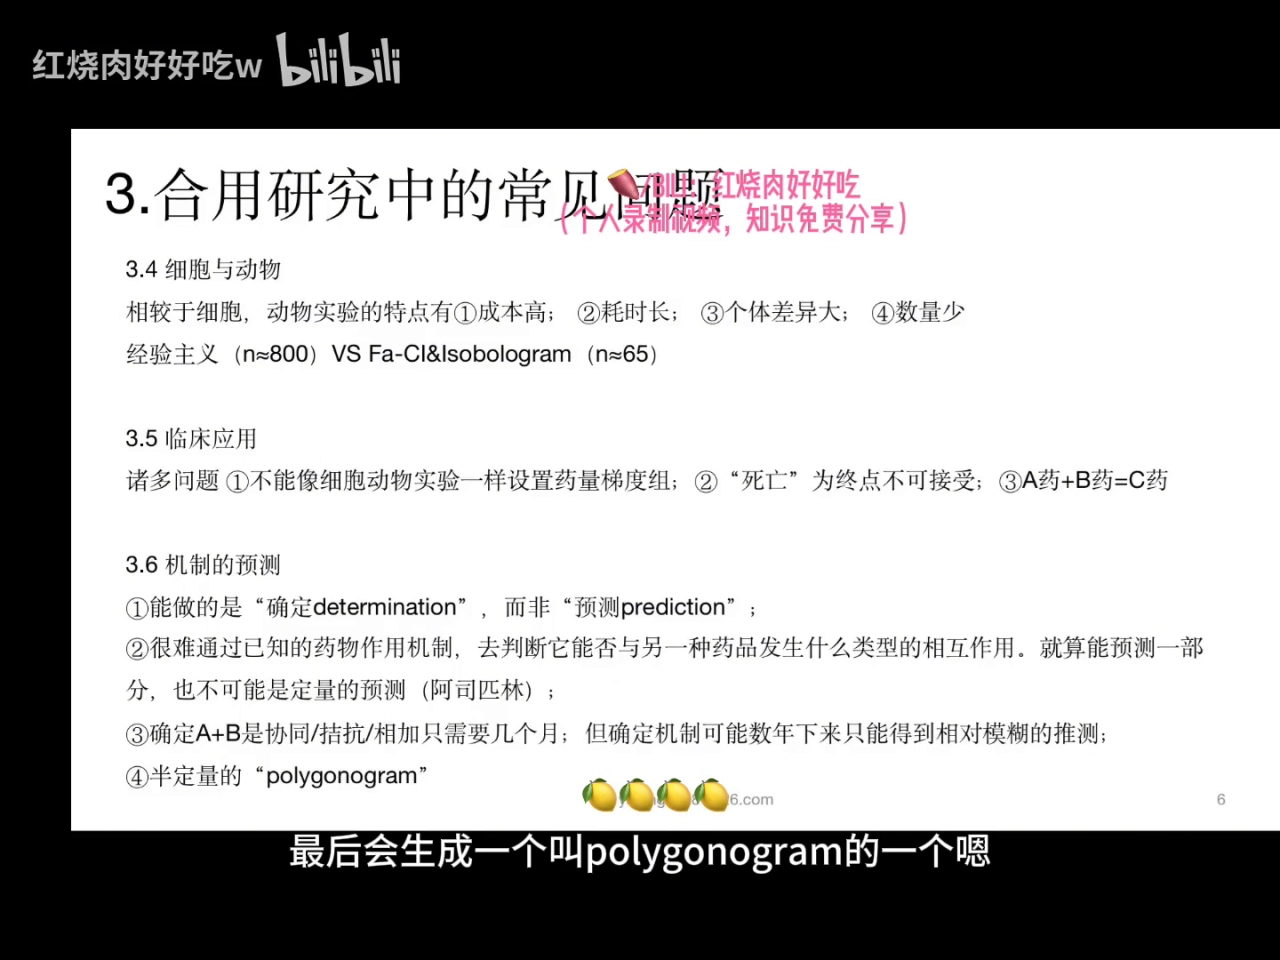 红烧肉好好吃w bilibili
3.合用研究中的常见问题
/BILI：红烧肉好好吃
（个人录制视频，知识免费分享）
3.4 细胞与动物
相较于细胞，动物实验的特点有①成本高； ②耗时长； ③个体差异大； ④数量少
经验主义（n≈800）VS Fa-CI&Isobologram（n≈65）
3.5 临床应用
诸多问题 ①不能像细胞动物实验一样设置药量梯度组；②“死亡”为终点不可接受；③A药+B药=C药
3.6 机制的预测
①能做的是“确定determination”，而非“预测prediction”；
②很难通过已知的药物作用机制，去判断它能否与另一种药品发生什么类型的相互作用。就算能预测一部
分，也不可能是定量的预测（阿司匹林）；
③确定A+B是协同/拮抗/相加只需要几个月；但确定机制可能数年下来只能得到相对模糊的推测；
④半定量的“polygonogram”
6.com
6
最后会生成一个叫polygonogram的一个嗯